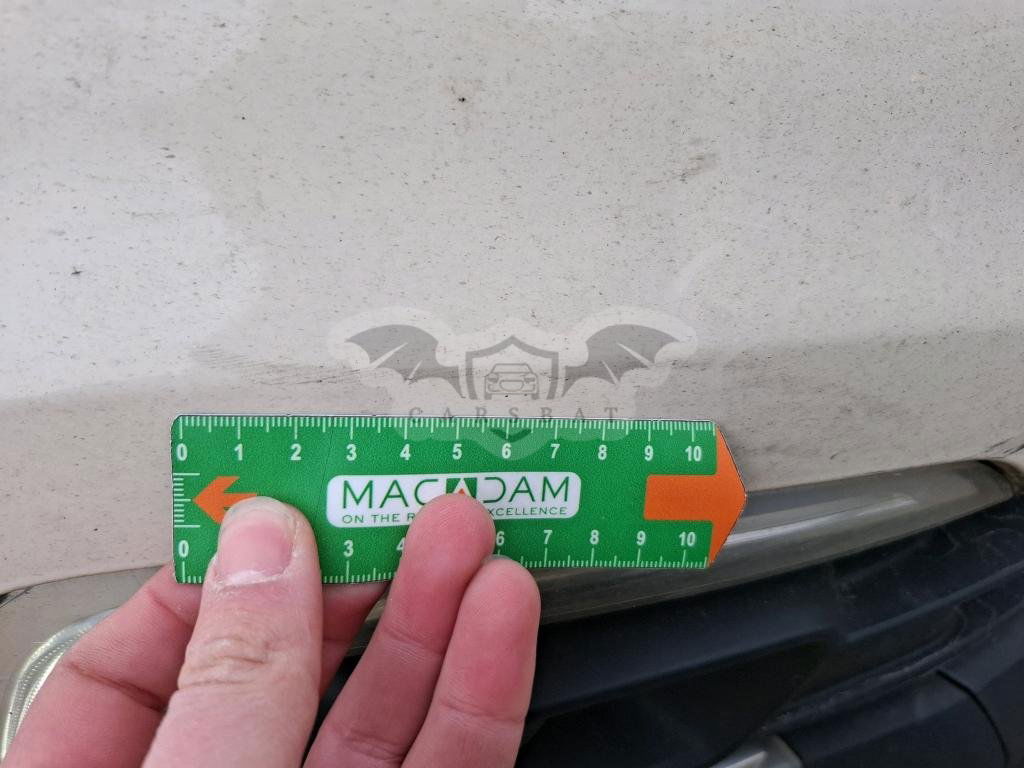 CARSBAT
0 1 2 3 4 5 6 7 8 9 10
MACADAM
ON THE R EXCELLENCE
0 3 4 6 7 8 9 10